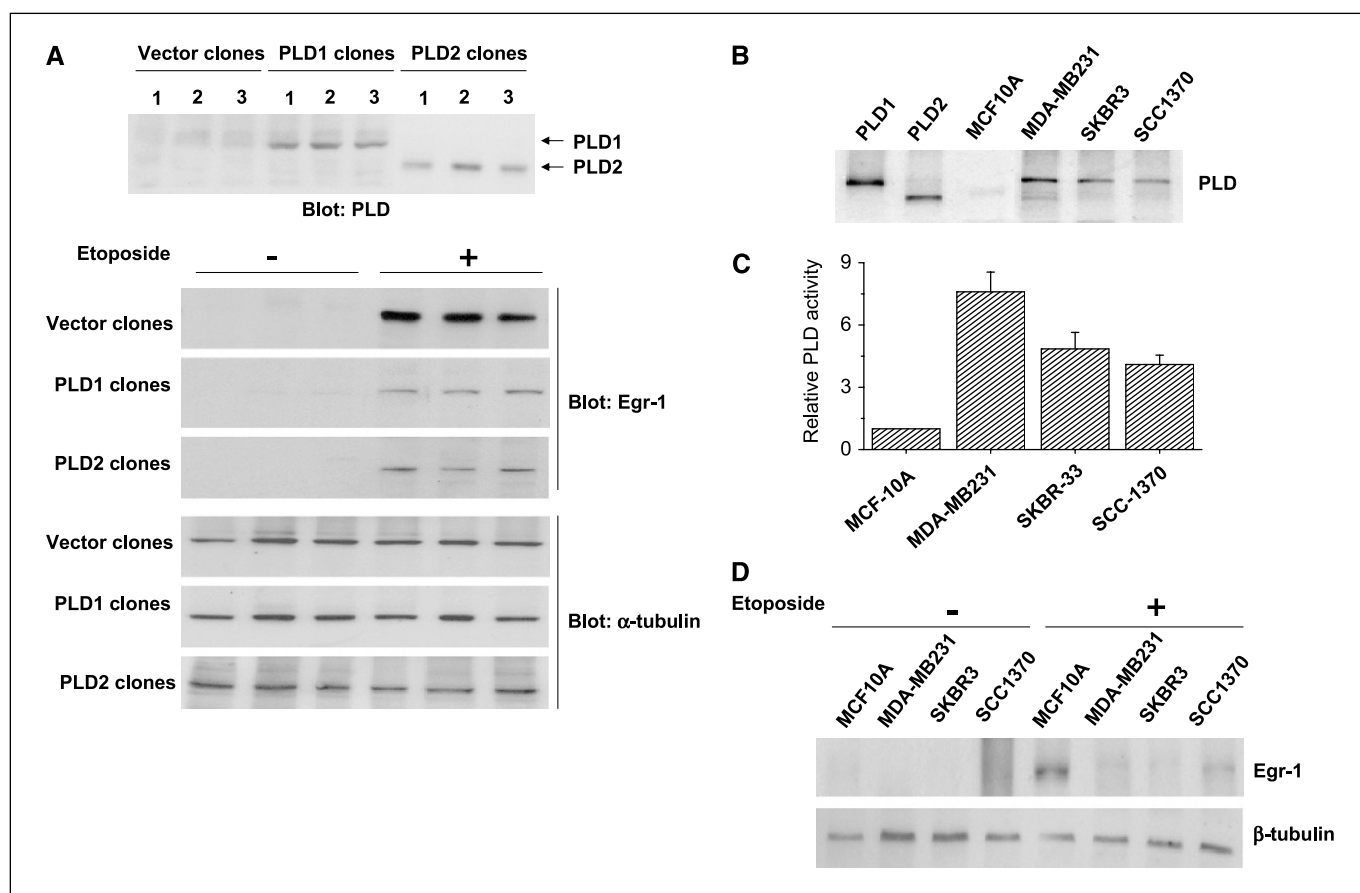 A
Vector clones PLD1 clones PLD2 clones
1 2 3 1 2 3 1 2 3
PLD1
PLD2
Blot: PLD
Etoposide - +
Vector clones
PLD1 clones
PLD2 clones
Blot: Egr-1
Vector clones
PLD1 clones
PLD2 clones
Blot: α-tubulin
B
PLD1 PLD2 MCF10A MDA-MB231 SKBR3 SCC1370
PLD
C
Relative PLD activity
9
6
3
0
MCF-10A MDA-MB231 SKBR-33 SCC-1370
D
Etoposide - +
MCF10A MDA-MB231 SKBR3 SCC1370 MCF10A MDA-MB231 SKBR3 SCC1370
Egr-1
β-tubulin